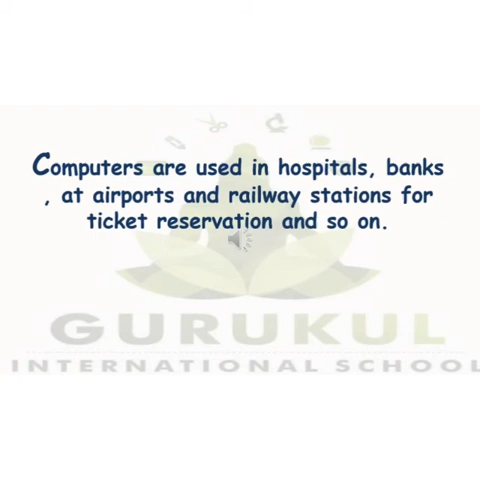 Computers are used in hospitals, banks
, at airports and railway stations for
ticket reservation and so on.
GURUKUL
INTERNATIONAL SCHOOL